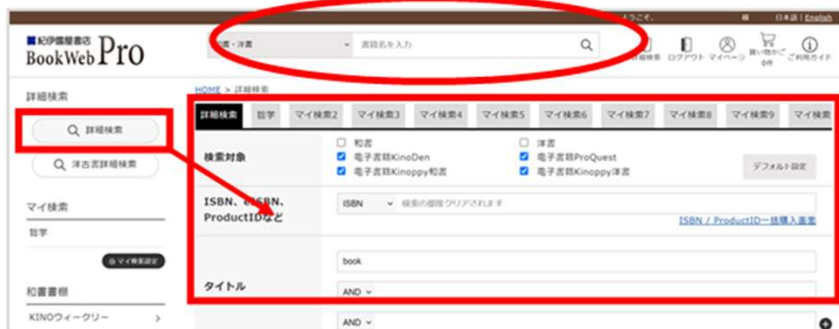 ようこそ、 様 日本語 | English
紀伊國屋書店
BookWeb Pro
和書・洋書 書籍名を入力
詳細検索 ログアウト マイページ 買い物かご 0件 ご利用ガイド
HOME > 詳細検索
詳細検索
詳細検索 哲学 マイ検索2 マイ検索3 マイ検索4 マイ検索5 マイ検索6 マイ検索7 マイ検索8 マイ検索9 マイ検索
詳細検索
検索対象
和書 洋書
電子書籍KinoDen 電子書籍ProQuest
電子書籍Kinoppy和書 電子書籍Kinoppy洋書
デフォルト設定
洋古書詳細検索
マイ検索
哲学
マイ検索設定
ISBN、eISBN、
ProductIDなど
ISBN 検索の都度クリアされます
ISBN / ProductID一括購入画面
book
タイトル
AND
AND
和書書棚
KINOウィークリー